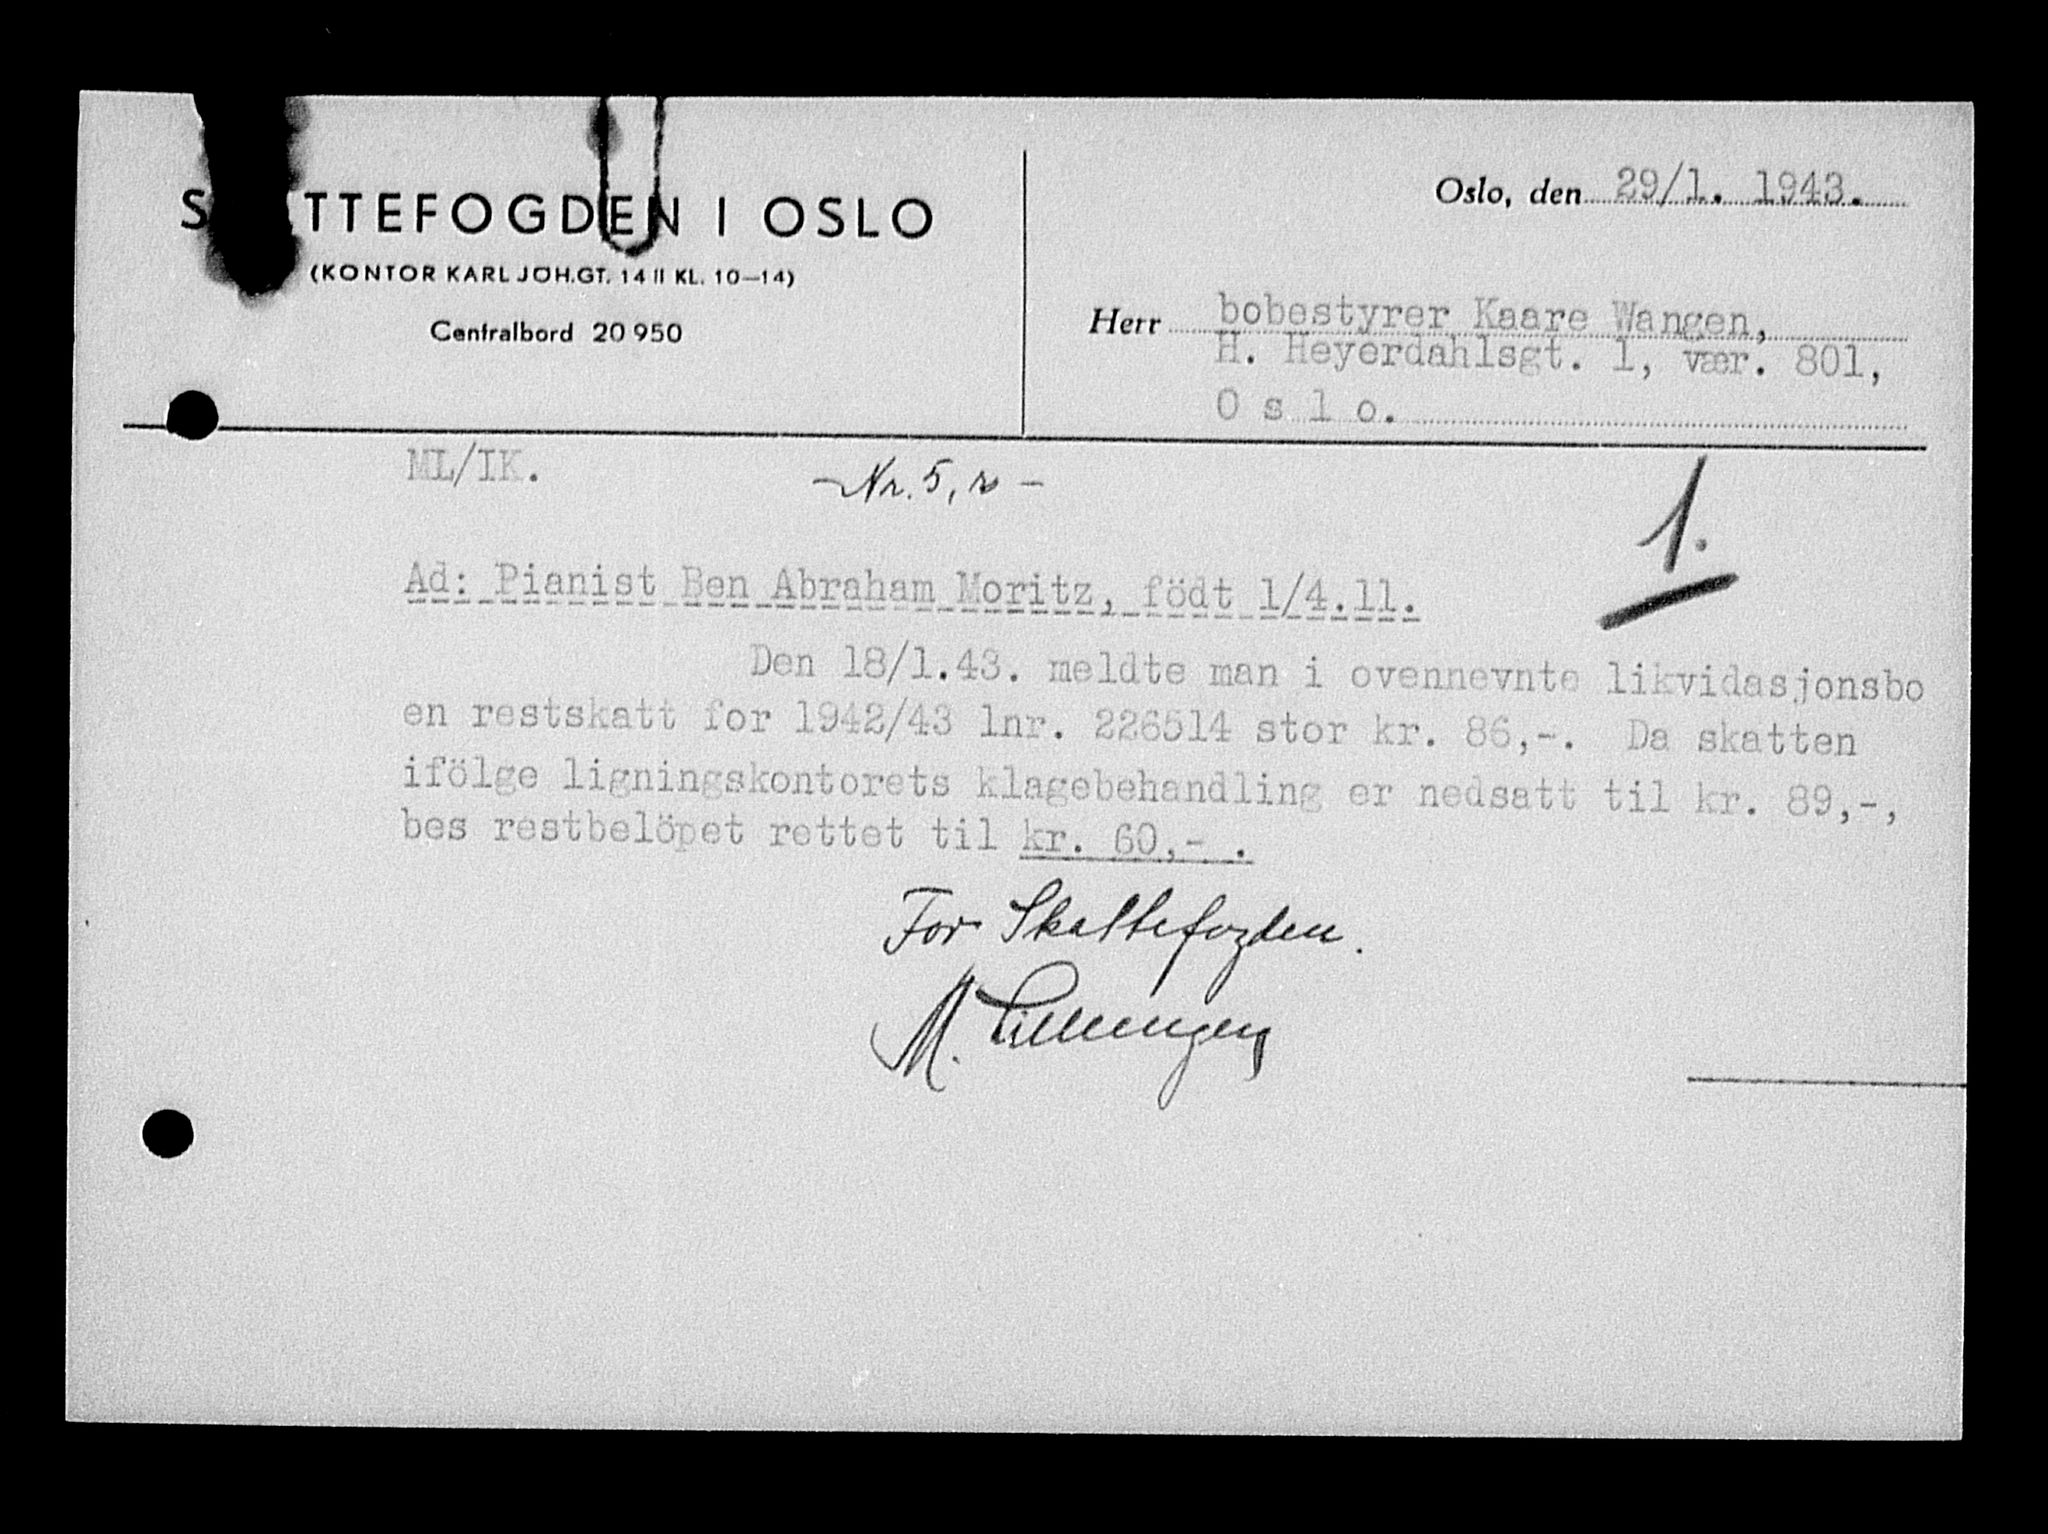 SKATTEFOGDEN I OSLO
(KONTOR KARL JOH.GT. 14 II KL. 10—14)
Centralbord 20 950
Oslo, den 29/1. 1943.
Herr bobestyrer Kaare Wangen,
H. Heyerdahlsgt. 1, vær. 801,
O s l o.
ML/IK.
- Nr. 5, -
1.
Ad: Pianist Ben Abraham Moritz, födt 1/4.11.
Den 18/1.43. meldte man i ovennevnte likvidasjonsbo
en restskatt for 1942/43 lnr. 226514 stor kr. 86,-. Da skatten
ifölge ligningskontorets klagebehandling er nedsatt til kr. 89,-,
bes restbelöpet rettet til kr. 60,- .
For Skattefogden.
M.